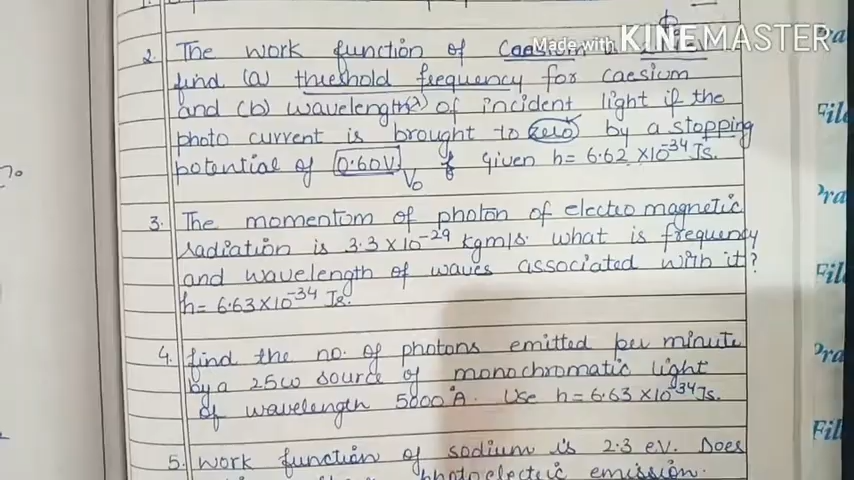 2. The work function of Caesium
find (a) threshold frequency for caesium
and (b) wavelength(λ) of incident light if the
photo current is brought to zero by a stopping
potential of 0.60V Given h = 6.62 ×10⁻³⁴ Js.
V₀
3. The momentum of photon of electro magnetic
radiation is 3.3 × 10⁻²⁹ kgm/s. what is frequency
and wavelength of waves associated with it?
h = 6.63×10⁻³⁴ Js.
4. find the no. of photons emitted per minute
by a 25w source of monochromatic light
of wavelength 5000 Å. Use h = 6.63 ×10⁻³⁴Js.
5. Work function of sodium is 2.3 eV. Does
photoelectric emission.
Made with KINEMASTER